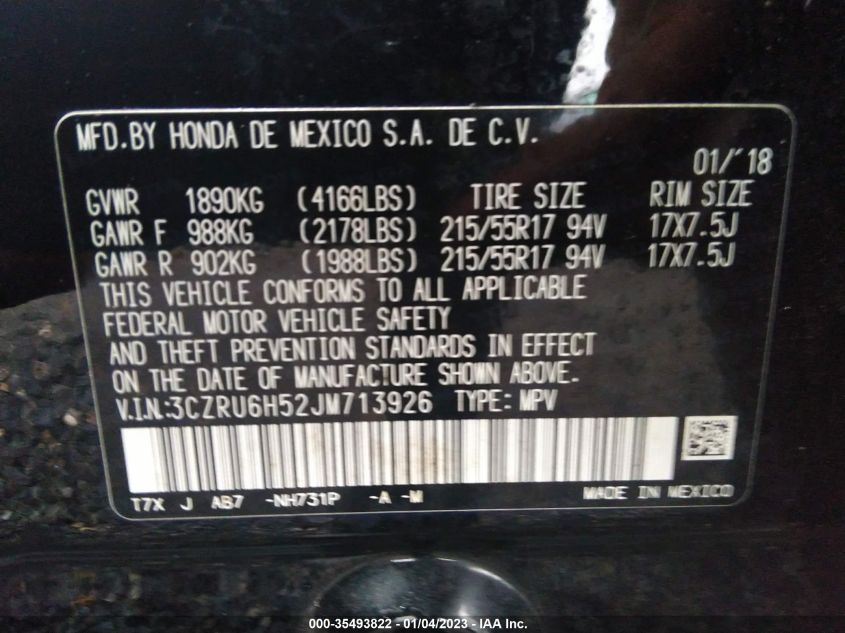 MFD.BY HONDA DE MEXICO S.A. DE C.V.
01/'18
GVWR 1890KG (4166LBS) TIRE SIZE RIM SIZE
GAWR F 988KG (2178LBS) 215/55R17 94V 17X7.5J
GAWR R 902KG (1988LBS) 215/55R17 94V 17X7.5J
THIS VEHICLE CONFORMS TO ALL APPLICABLE
FEDERAL MOTOR VEHICLE SAFETY
AND THEFT PREVENTION STANDARDS IN EFFECT
ON THE DATE OF MANUFACTURE SHOWN ABOVE.
V.I.N.:3CZRU6H52JM713926 TYPE: MPV
T7X J AB7 -NH731P -A -M MADE IN MEXICO
000-35493822 - 01/04/2023 - IAA Inc.